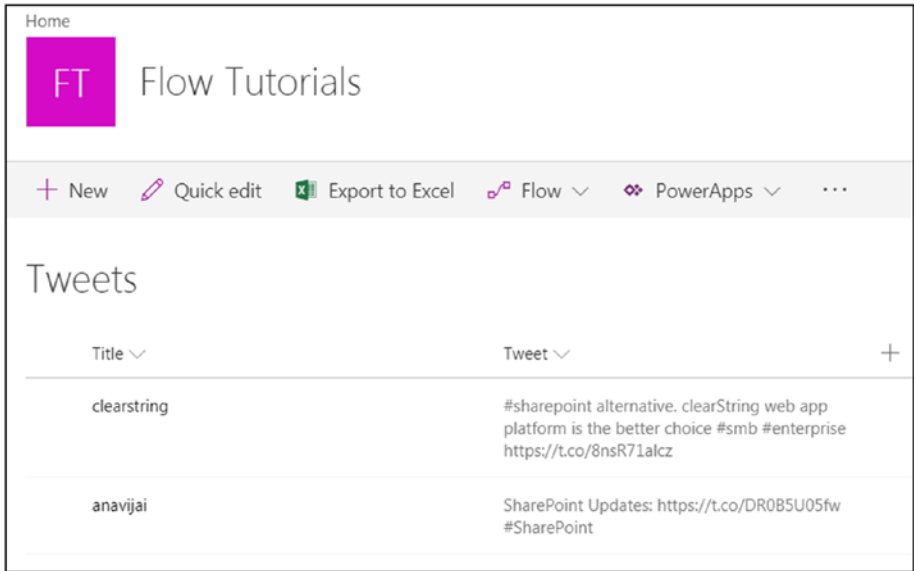 Home
FT
Flow Tutorials
New Quick edit Export to Excel Flow PowerApps ...
Tweets
Title Tweet
clearstring
#sharepoint alternative. clearString web app
platform is the better choice #smb #enterprise
https://t.co/8nsR71alcz
anavijai
SharePoint Updates: https://t.co/DR0B5U05fw
#SharePoint